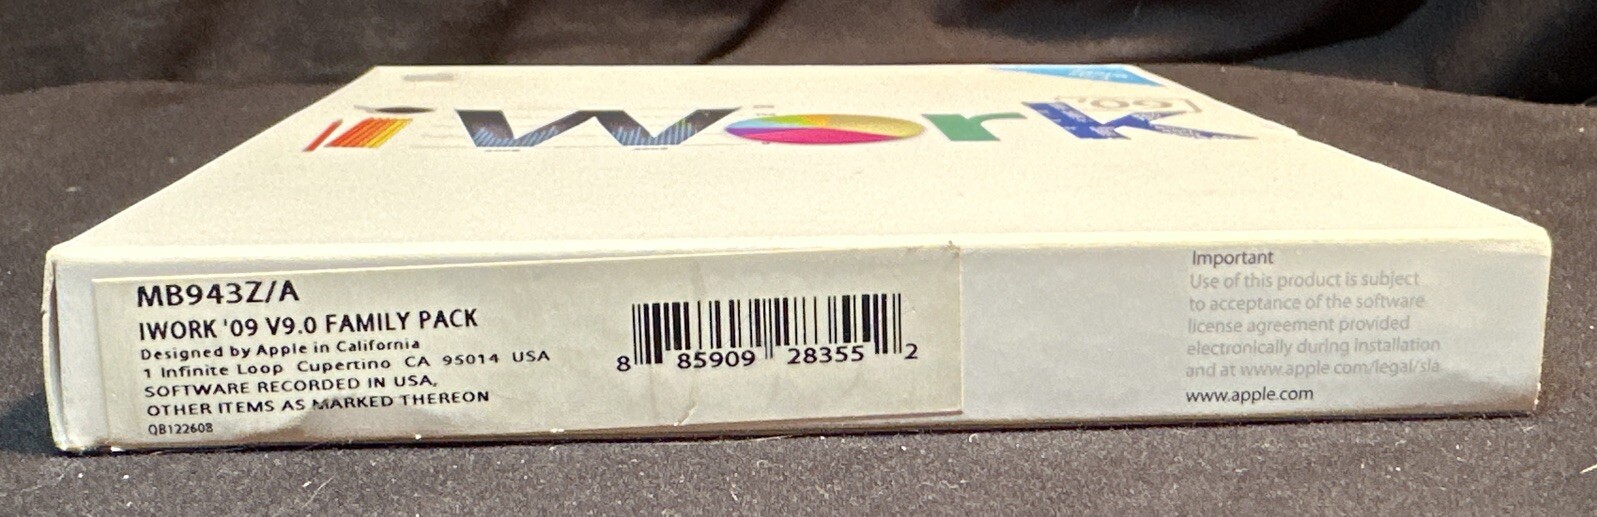 iWork '09
MB943Z/A
IWORK '09 V9.0 FAMILY PACK
Designed by Apple in California
1 Infinite Loop Cupertino CA 95014 USA
SOFTWARE RECORDED IN USA,
OTHER ITEMS AS MARKED THEREON
QB122608
8 85909 28355 2
Important
Use of this product is subject
to acceptance of the software
license agreement provided
electronically during installation
and at www.apple.com/legal/sla
www.apple.com